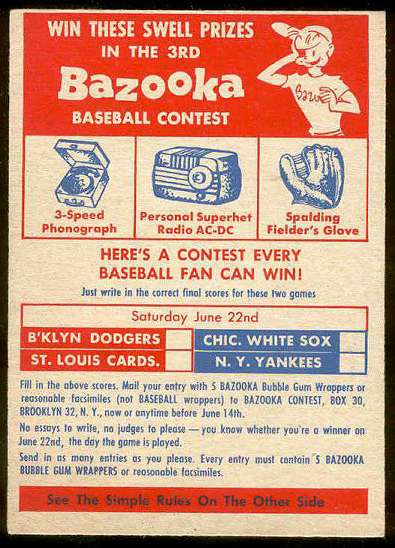 WIN THESE SWELL PRIZES
IN THE 3RD
Bazooka
BASEBALL CONTEST
Bazoo
3-Speed
Phonograph
Personal Superhet
Radio AC-DC
Spalding
Fielder's Glove
HERE'S A CONTEST EVERY
BASEBALL FAN CAN WIN!
Just write in the correct final scores for these two games
Saturday June 22nd
B'KLYN DODGERS
CHIC. WHITE SOX
ST. LOUIS CARDS.
N. Y. YANKEES
Fill in the above scores. Mail your entry with 5 BAZOOKA Bubble Gum Wrappers or
reasonable facsimiles (not BASEBALL wrappers) to BAZOOKA CONTEST, BOX 30,
BROOKLYN 32, N. Y., now or anytime before June 14th.
No essays to write, no judges to please — you know whether you're a winner on
June 22nd, the day the game is played.
Send in as many entries as you please. Every entry must contain 5 BAZOOKA
BUBBLE GUM WRAPPERS or reasonable facsimiles.
See The Simple Rules On The Other Side